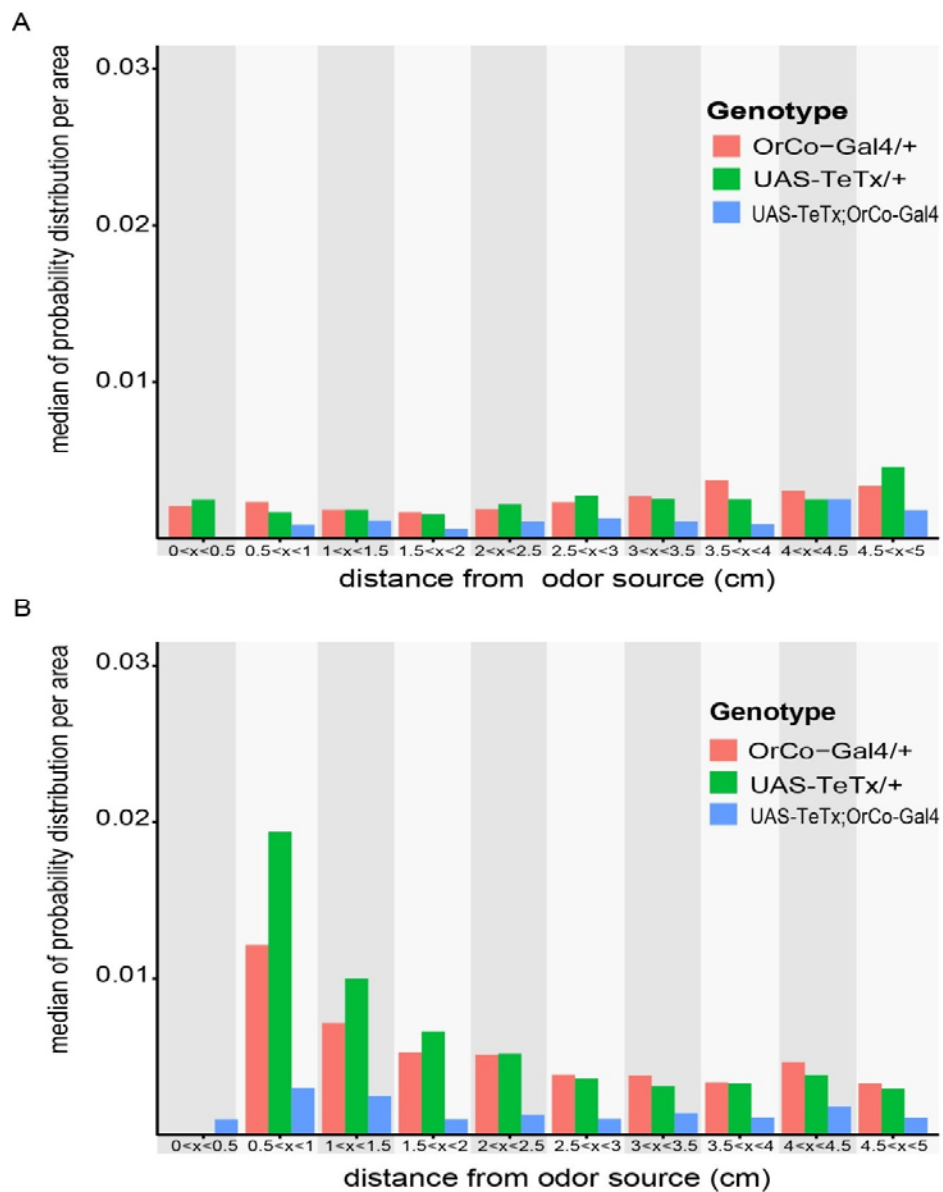 A
median of probability distribution per area
0.03
0.02
0.01
Genotype
OrCo-Gal4/+
UAS-TeTx/+
UAS-TeTx;OrCo-Gal4
0<x<0.5 0.5<x<1 1<x<1.5 1.5<x<2 2<x<2.5 2.5<x<3 3<x<3.5 3.5<x<4 4<x<4.5 4.5<x<5
distance from odor source (cm)
B
median of probability distribution per area
0.03
0.02
0.01
Genotype
OrCo-Gal4/+
UAS-TeTx/+
UAS-TeTx;OrCo-Gal4
0<x<0.5 0.5<x<1 1<x<1.5 1.5<x<2 2<x<2.5 2.5<x<3 3<x<3.5 3.5<x<4 4<x<4.5 4.5<x<5
distance from odor source (cm)